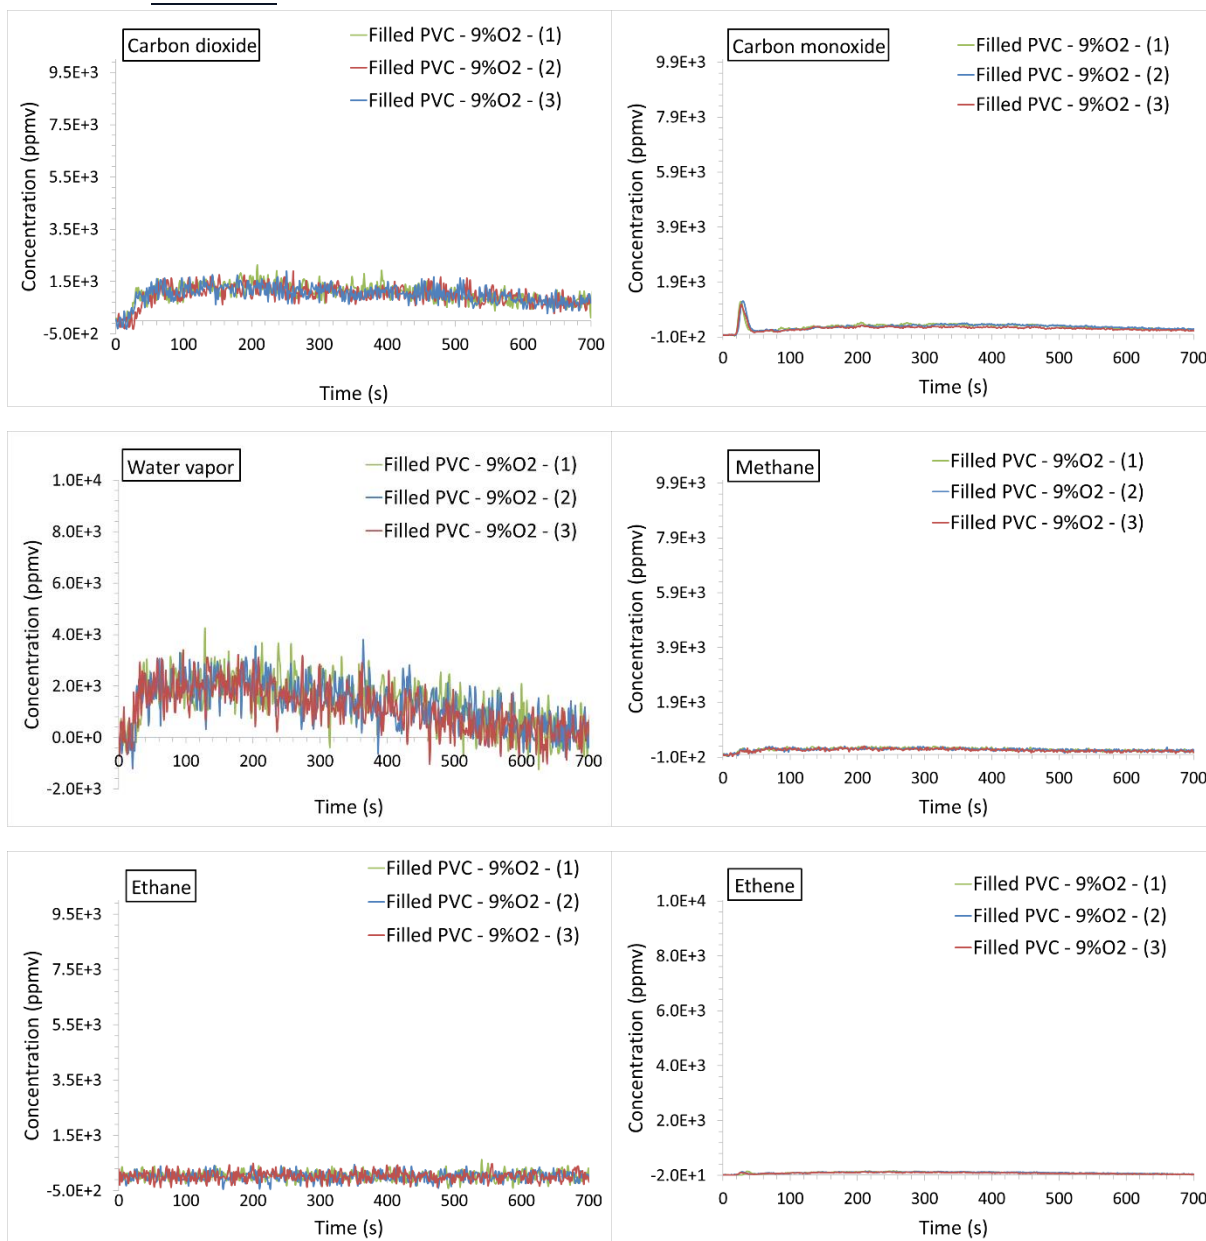 Carbon dioxide
Filled PVC - 9%O2 - (1)
Filled PVC - 9%O2 - (2)
Filled PVC - 9%O2 - (3)
Concentration (ppmv)
9.5E+3
7.5E+3
5.5E+3
3.5E+3
1.5E+3
-5.0E+2
0 100 200 300 400 500 600 700
Time (s)
Carbon monoxide
Filled PVC - 9%O2 - (1)
Filled PVC - 9%O2 - (2)
Filled PVC - 9%O2 - (3)
Concentration (ppmv)
9.9E+3
7.9E+3
5.9E+3
3.9E+3
1.9E+3
-1.0E+2
0 100 200 300 400 500 600 700
Time (s)
Water vapor
Filled PVC - 9%O2 - (1)
Filled PVC - 9%O2 - (2)
Filled PVC - 9%O2 - (3)
Concentration (ppmv)
1.0E+4
8.0E+3
6.0E+3
4.0E+3
2.0E+3
0.0E+0
-2.0E+3
0 100 200 300 400 500 600 700
Time (s)
Methane
Filled PVC - 9%O2 - (1)
Filled PVC - 9%O2 - (2)
Filled PVC - 9%O2 - (3)
Concentration (ppmv)
9.9E+3
7.9E+3
5.9E+3
3.9E+3
1.9E+3
-1.0E+2
0 100 200 300 400 500 600 700
Time (s)
Ethane
Filled PVC - 9%O2 - (1)
Filled PVC - 9%O2 - (2)
Filled PVC - 9%O2 - (3)
Concentration (ppmv)
9.5E+3
7.5E+3
5.5E+3
3.5E+3
1.5E+3
-5.0E+2
0 100 200 300 400 500 600 700
Time (s)
Ethene
Filled PVC - 9%O2 - (1)
Filled PVC - 9%O2 - (2)
Filled PVC - 9%O2 - (3)
Concentration (ppmv)
1.0E+4
8.0E+3
6.0E+3
4.0E+3
2.0E+3
-2.0E+1
0 100 200 300 400 500 600 700
Time (s)